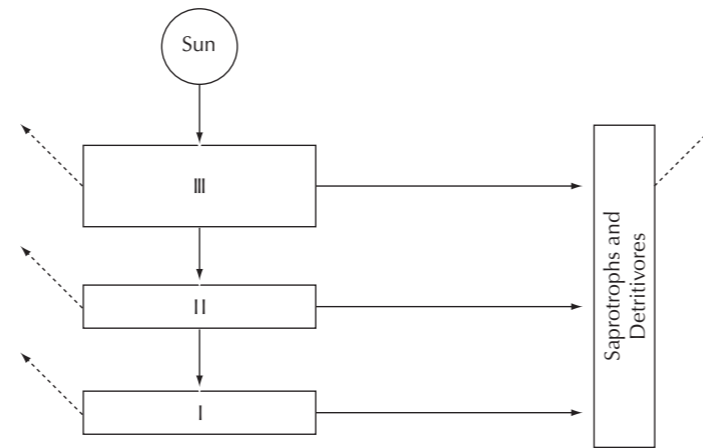 Sun
III
II
I
Saprotrophs and
Detritivores